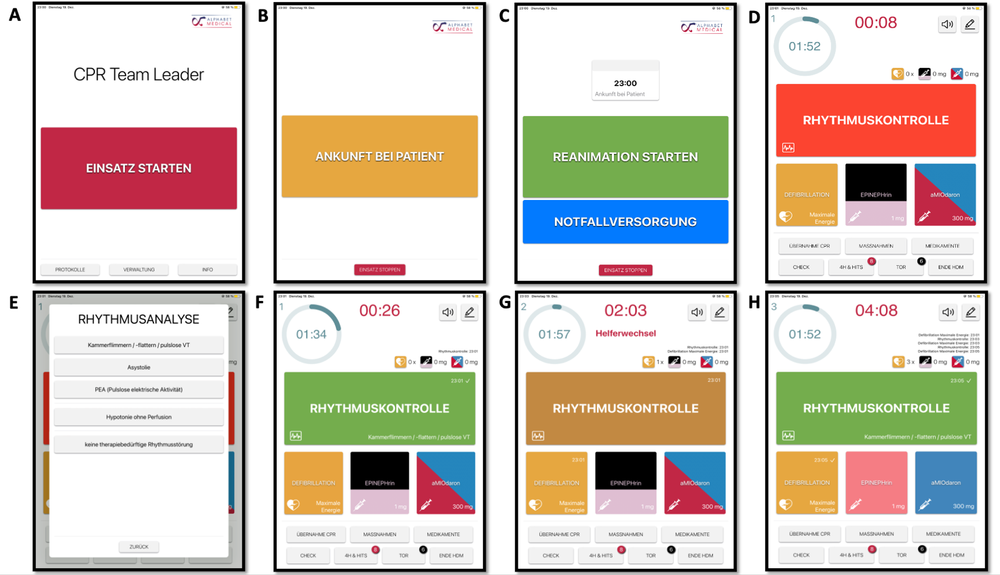 A
23:00 Dienstag 19. Dez.
58 %
ALPHABET
MEDICAL
CPR Team Leader
EINSATZ STARTEN
PROTOKOLLE
VERWALTUNG
INFO
B
23:00 Dienstag 19. Dez.
58 %
ALPHABET
MEDICAL
ANKUNFT BEI PATIENT
EINSATZ STOPPEN
C
23:00 Dienstag 19. Dez.
58 %
ALPHABET
MEDICAL
23:00
Ankunft bei Patient
REANIMATION STARTEN
NOTFALLVERSORGUNG
EINSATZ STOPPEN
D
23:01 Dienstag 19. Dez.
58 %
1
01:52
00:08
0 x 0 mg 0 mg
RHYTHMUSKONTROLLE
DEFIBRILLATION
Maximale
Energie
EPINEPHrin
1 mg
aMIOdaron
300 mg
ÜBERNAHME CPR
MASSNAHMEN
MEDIKAMENTE
CHECK
4H & HITS
8
TOR
6
ENDE HDM
E
23:01 Dienstag 19. Dez.
58 %
1
RHYTHMUSANALYSE
Kammerflimmern / -flattern / pulslose VT
Asystolie
PEA (Pulslose elektrische Aktivität)
Hypotonie ohne Perfusion
keine therapiebedürftige Rhythmusstörung
ZURÜCK
mg
g
F
23:01 Dienstag 19. Dez.
58 %
1
01:34
00:26
Rhythmuskontrolle: 23:01
0 x 0 mg 0 mg
23:01
RHYTHMUSKONTROLLE
Kammerflimmern / -flattern / pulslose VT
DEFIBRILLATION
Maximale
Energie
EPINEPHrin
1 mg
aMIOdaron
300 mg
ÜBERNAHME CPR
MASSNAHMEN
MEDIKAMENTE
CHECK
4H & HITS
8
TOR
6
ENDE HDM
G
23:03 Dienstag 19. Dez.
58 %
2
01:57
02:03
Helferwechsel
Rhythmuskontrolle: 23:01
Defibrillation Maximale Energie: 23:01
1 x 0 mg 0 mg
23:01
RHYTHMUSKONTROLLE
23:01
DEFIBRILLATION
Maximale
Energie
EPINEPHrin
1 mg
aMIOdaron
300 mg
ÜBERNAHME CPR
MASSNAHMEN
MEDIKAMENTE
CHECK
4H & HITS
8
TOR
6
ENDE HDM
H
23:05 Dienstag 19. Dez.
58 %
3
01:52
04:08
Defibrillation Maximale Energie: 23:01
Rhythmuskontrolle: 23:03
Defibrillation Maximale Energie: 23:03
Rhythmuskontrolle: 23:05
Defibrillation Maximale Energie: 23:05
3 x 0 mg 0 mg
23:05
RHYTHMUSKONTROLLE
Kammerflimmern / -flattern / pulslose VT
23:05
DEFIBRILLATION
Maximale
Energie
EPINEPHrin
1 mg
aMIOdaron
300 mg
ÜBERNAHME CPR
MASSNAHMEN
MEDIKAMENTE
CHECK
4H & HITS
8
TOR
6
ENDE HDM